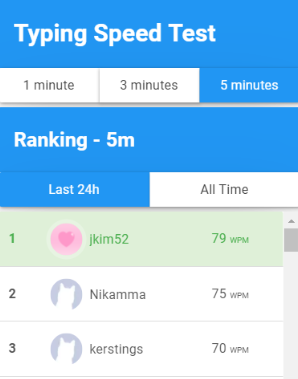 Typing Speed Test
1 minute 3 minutes 5 minutes
Ranking - 5m
Last 24h All Time
1 jkim52 79 WPM
2 Nikamma 75 WPM
3 kerstings 70 WPM